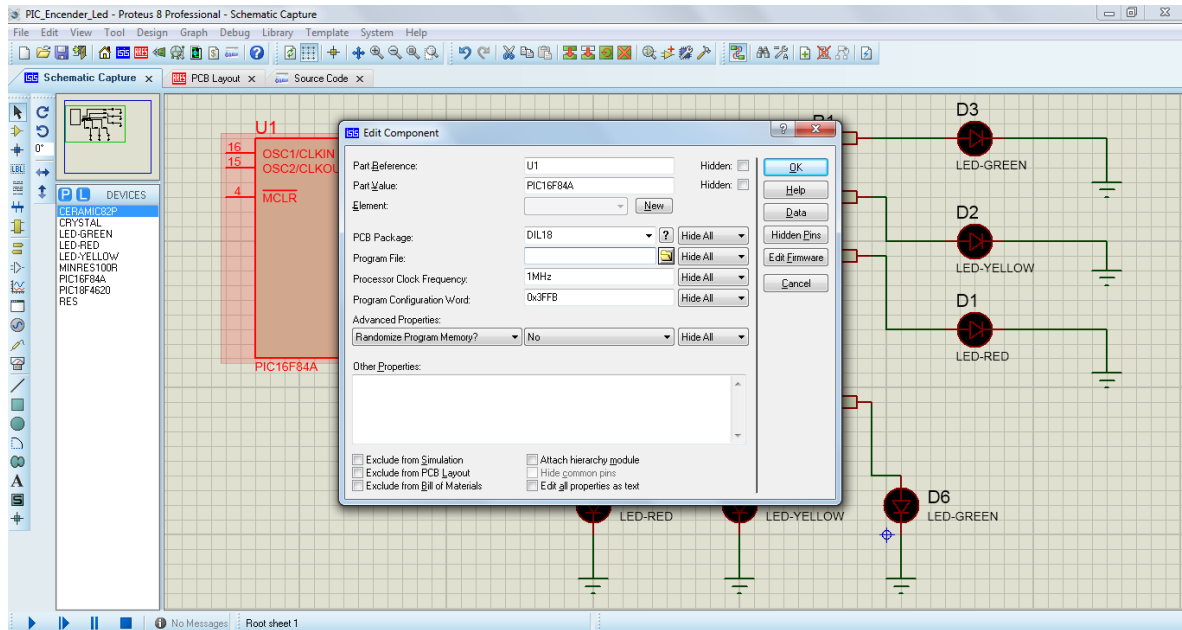 PIC_Encender_Led - Proteus 8 Professional - Schematic Capture
File Edit View Tool Design Graph Debug Library Template System Help
Schematic Capture x PCB Layout x Source Code x
0°
LBL
A
S
P L DEVICES
CERAMIC82P
CRYSTAL
LED-GREEN
LED-RED
LED-YELLOW
MINRES100R
PIC16F84A
PIC18F4620
RES
U1
16 OSC1/CLKIN
15 OSC2/CLKOU
4 MCLR
PIC16F84A
ISIS Edit Component
Part Reference: U1 Hidden:
Part Value: PIC16F84A Hidden:
Element: New
PCB Package: DIL18 ? Hide All
Program File: Hide All
Processor Clock Frequency: 1MHz Hide All
Program Configuration Word: 0x3FFB Hide All
Advanced Properties:
Randomize Program Memory? No Hide All
Other Properties:
Exclude from Simulation Attach hierarchy module
Exclude from PCB Layout Hide common pins
Exclude from Bill of Materials Edit all properties as text
OK
Help
Data
Hidden Pins
Edit Firmware
Cancel
D3
LED-GREEN
D2
LED-YELLOW
D1
LED-RED
LED-RED
LED-YELLOW
D6
LED-GREEN
No Messages Root sheet 1